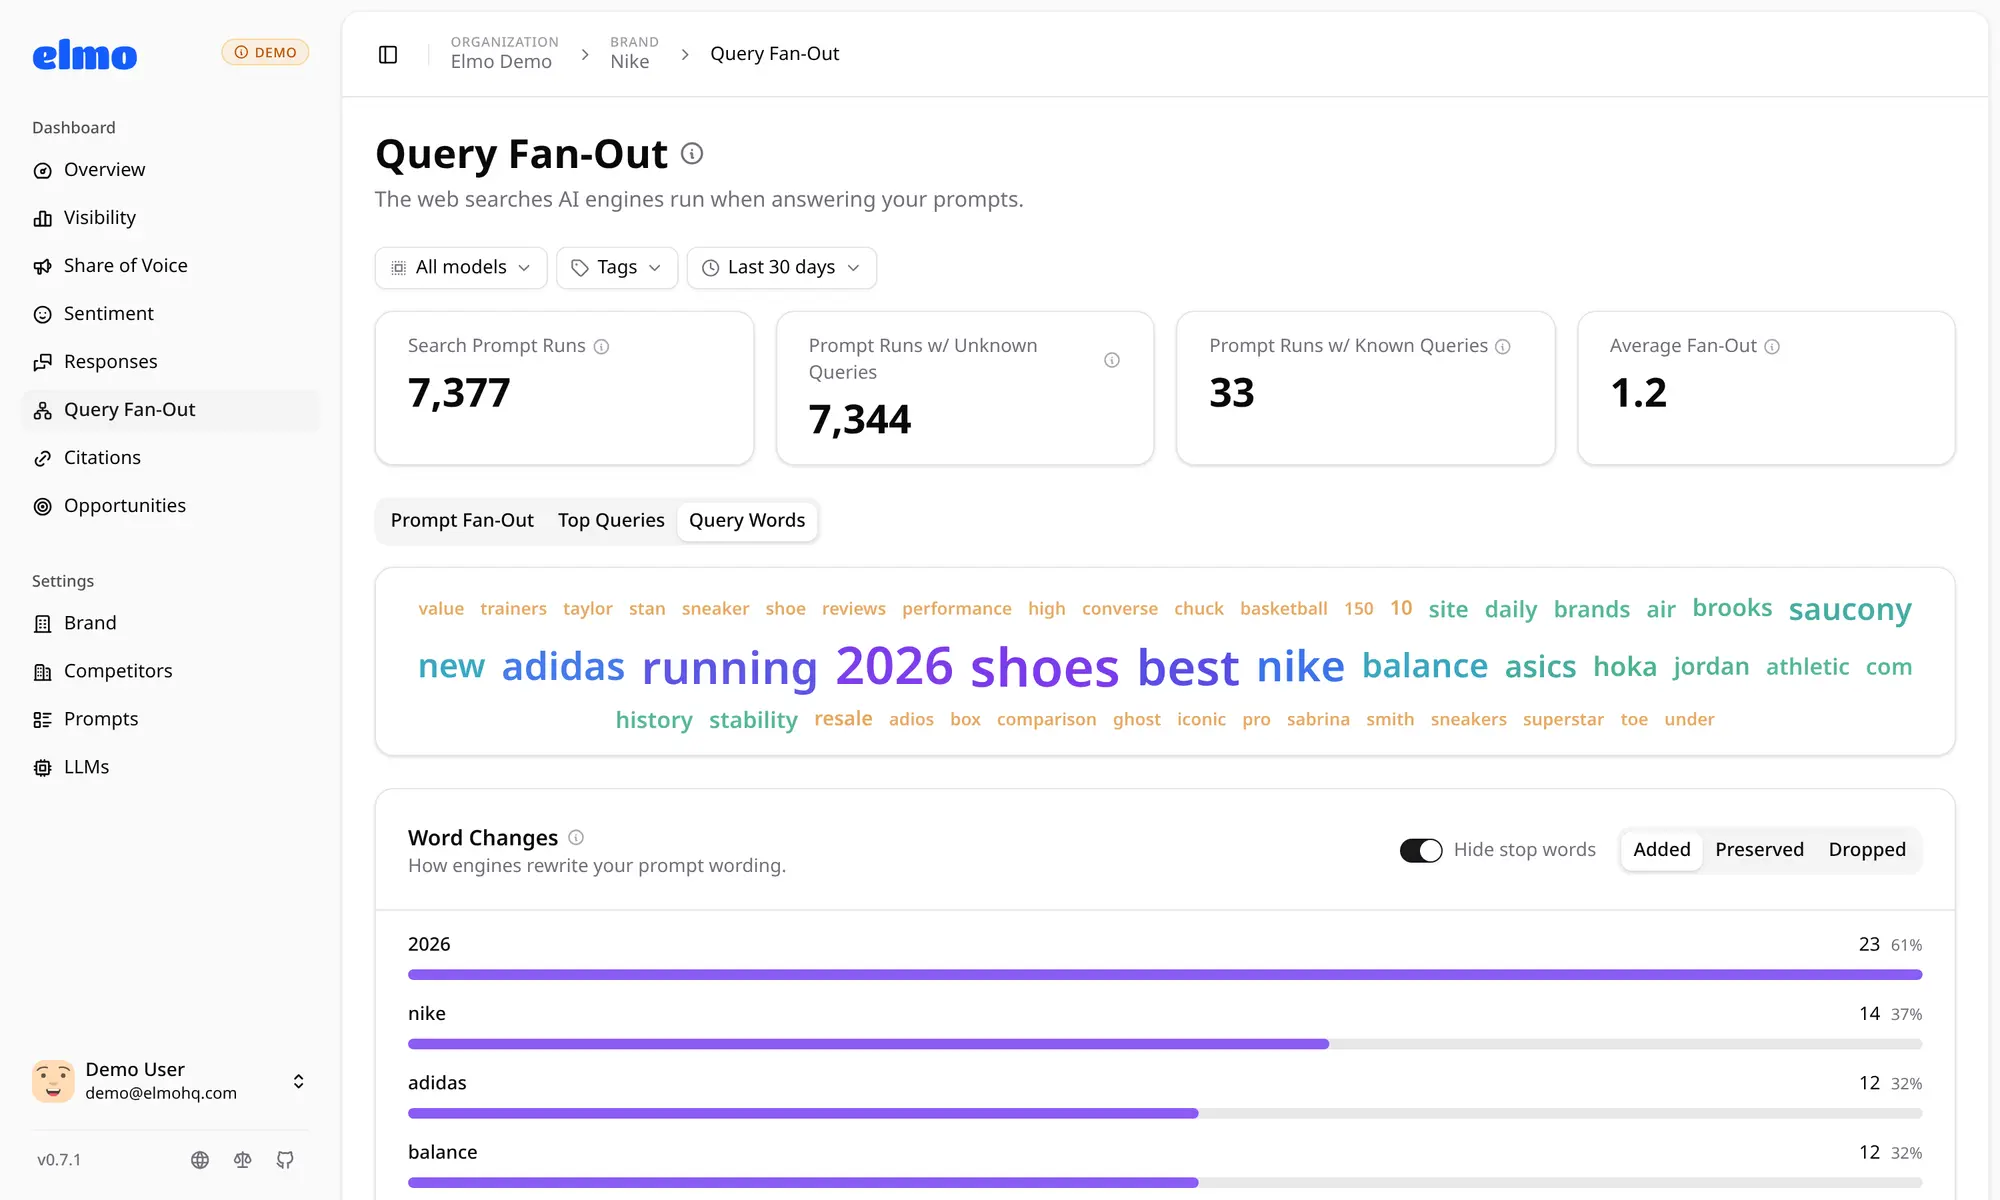 elmo
DEMO
Dashboard
Overview
Visibility
Share of Voice
Sentiment
Responses
Query Fan-Out
Citations
Opportunities
Settings
Brand
Competitors
Prompts
LLMs
Demo User
demo@elmohq.com
v0.7.1
ORGANIZATION
Elmo Demo
BRAND
Nike
Query Fan-Out
Query Fan-Out
The web searches AI engines run when answering your prompts.
All models
Tags
Last 30 days
Search Prompt Runs
7,377
Prompt Runs w/ Unknown
Queries
7,344
Prompt Runs w/ Known Queries
33
Average Fan-Out
1.2
Prompt Fan-Out
Top Queries
Query Words
value trainers taylor stan sneaker shoe reviews performance high converse chuck basketball 150 10 site daily brands air brooks saucony
new adidas running 2026 shoes best nike balance asics hoka jordan athletic com
history stability resale adios box comparison ghost iconic pro sabrina smith sneakers superstar toe under
Word Changes
How engines rewrite your prompt wording.
Hide stop words
Added
Preserved
Dropped
2026 23 61%
nike 14 37%
adidas 12 32%
balance 12 32%